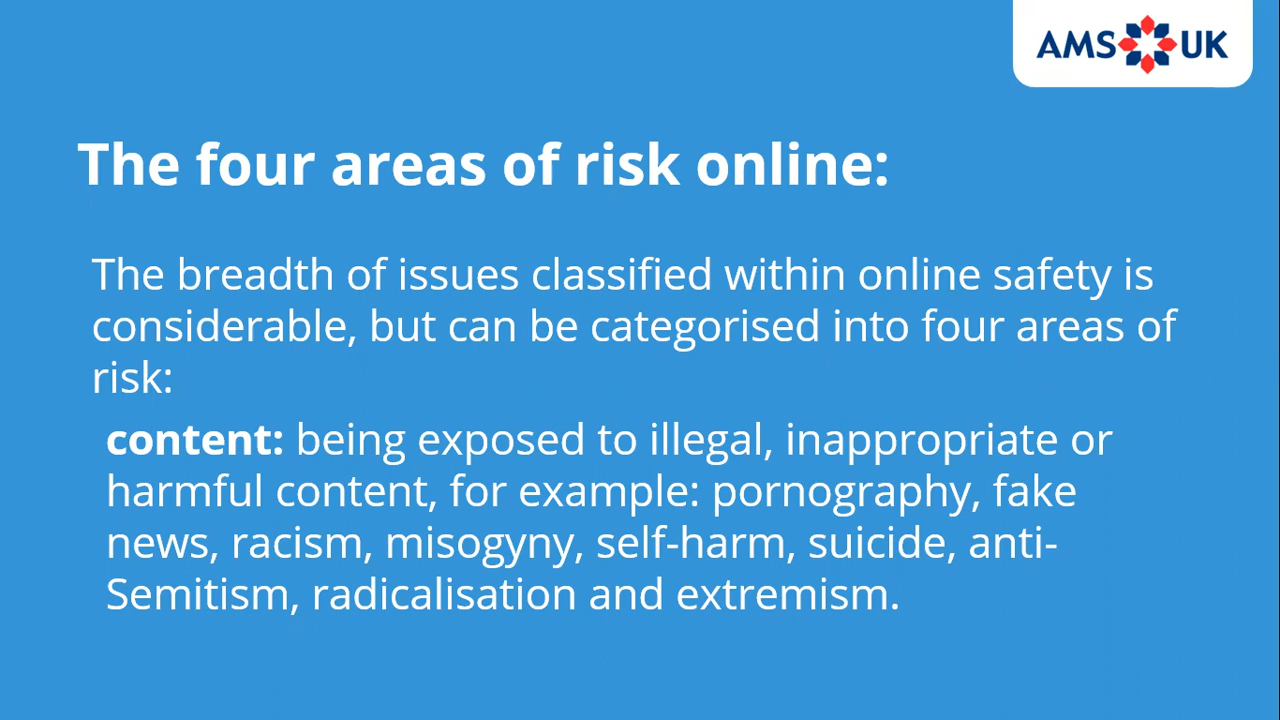 AMS UK
The four areas of risk online:
The breadth of issues classified within online safety is
considerable, but can be categorised into four areas of
risk:
content: being exposed to illegal, inappropriate or
harmful content, for example: pornography, fake
news, racism, misogyny, self-harm, suicide, anti-
Semitism, radicalisation and extremism.